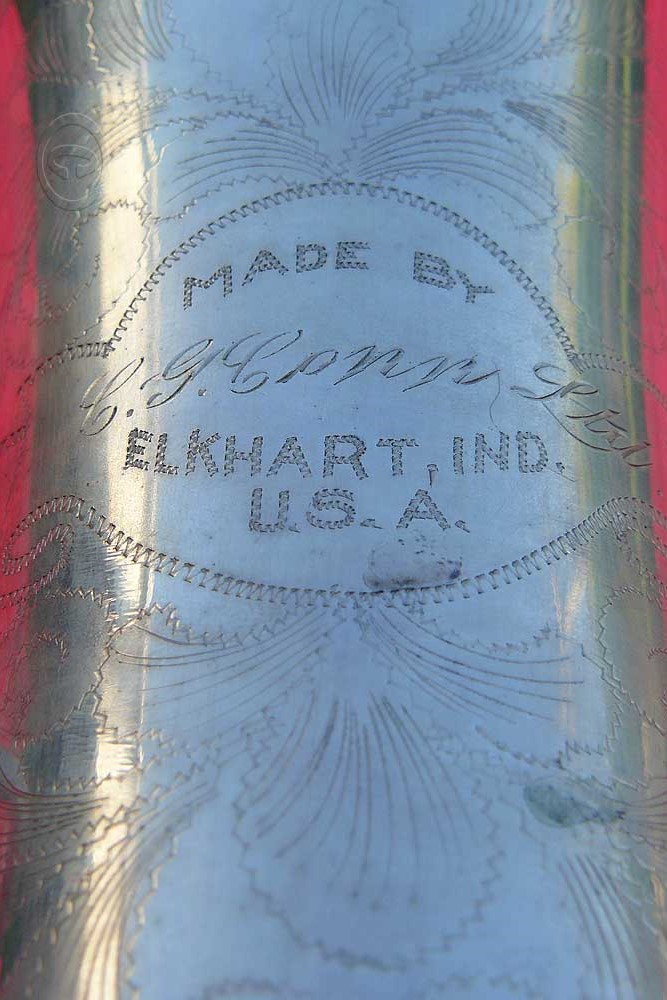 MADE BY
C. G. Conn Ltd
ELKHART, IND.
U.S.A.